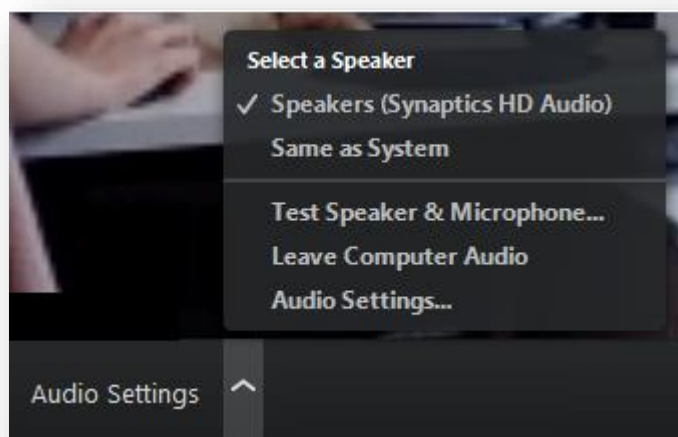 Select a Speaker
✓ Speakers (Synaptics HD Audio)
Same as System
Test Speaker & Microphone...
Leave Computer Audio
Audio Settings...
Audio Settings